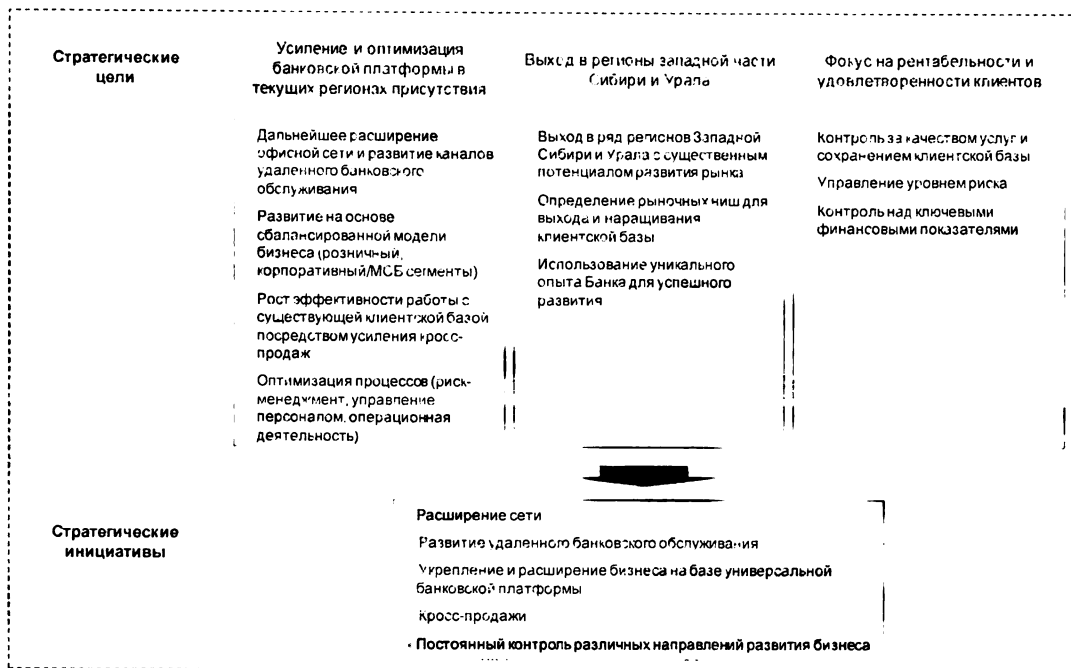 Стратегические
цели
Усиление и оптимизация
банковской платформы в
текущих регионах присутствия
Выход в регионы западной части
Сибири и Урала
Фокус на рентабельности и
удовлетворенности клиентов
Дальнейшее расширение
офисной сети и развитие каналов
удаленного банковского
обслуживания
Развитие на основе
сбалансированной модели
бизнеса (розничный,
корпоративный/МСБ сегменты)
Рост эффективности работы с
существующей клиентской базой
посредством усиления кросс-
продаж
Оптимизация процессов (риск-
менеджмент, управление
персоналом, операционная
деятельность)
Выход в ряд регионов Западной
Сибири и Урала с существенным
потенциалом развития рынка
Определение рыночных ниш для
выхода и наращивания
клиентской базы
Использование уникального
опыта Банка для успешного
развития
Контроль за качеством услуг и
сохранением клиентской базы
Управление уровнем риска
Контроль над ключевыми
финансовыми показателями
Стратегические
инициативы
Расширение сети
Развитие удаленного банковского обслуживания
Укрепление и расширение бизнеса на базе универсальной
банковской платформы
Кросс-продажи
· Постоянный контроль различных направлений развития бизнеса